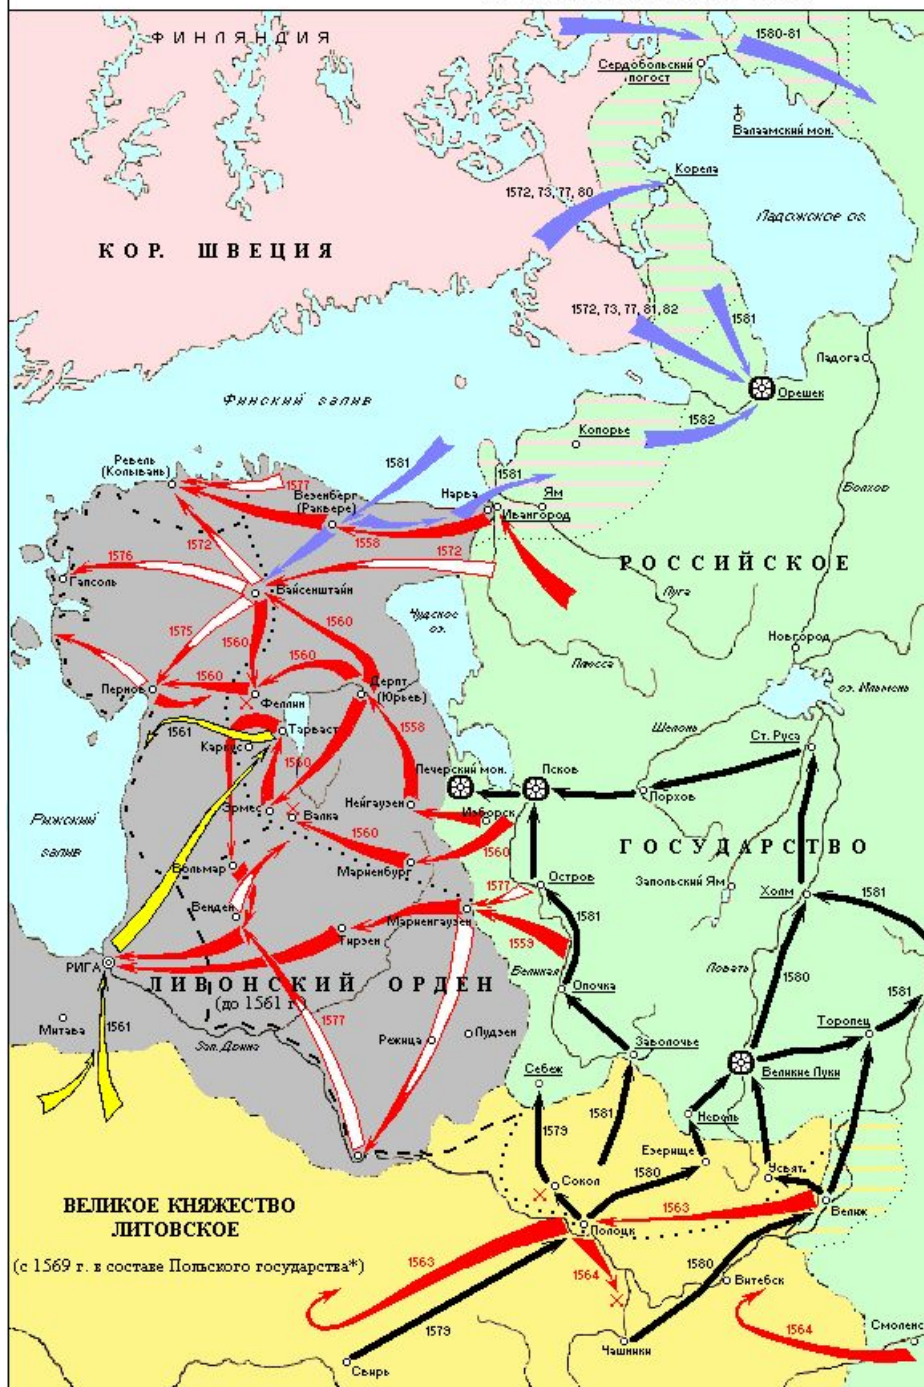 ФИНЛЯНДИЯ
1580-81
Сердобольский
погост
Валаамский мон.
Корела
1572, 73, 77, 80
Ладожское оз.
КОР. ШВЕЦИЯ
1572, 73, 77, 81, 82
1581
Ладога
Орешек
Финский залив
1582
Копорье
1581
Ревель
(Колывань)
1577
Везенберг
(Раквере)
Нарва
1581
Ям
Ивангород
Волхов
1558
1572
1572
1576
РОССИЙСКОЕ
Гапсоль
Вайсенштайн
Чудское
оз.
Луга
1575
1560
1560
Новгород
Плюсса
1560
1560
Дерпт
(Юрьев)
Пернов
Феллин
оз. Ильмень
Шелонь
1561
Тарваст
1558
Каркус
Ст. Руса
1560
Печерский мон.
Псков
Порхов
Эрмес
Валка
Нейгаузен
Изборск
Рижский
залив
1560
1560
ГОСУДАРСТВО
Вольмар
Мариенбург
1577
Остров
Запольский Ям
Холм
1581
Венден
Мариенгаузен
1581
Тирзен
1559
Великая
Ловать
РИГА
ЛИВОНСКИЙ ОРДЕН
(до 1561 г.)
1580
Опочка
1581
1577
Митава
1561
Зап. Двина
Режица
Лудзен
Заволочье
Торопец
Себеж
Великие Луки
1581
Невель
1579
Езерище
1580
Усвят.
Сокол
ВЕЛИКОЕ КНЯЖЕСТВО
ЛИТОВСКОЕ
1563
Велиж
Полоцк
(с 1569 г. в составе Польского государства*)
1563
1564
1580
Витебск
1579
1564
Смоленс
Чашники
Свирь